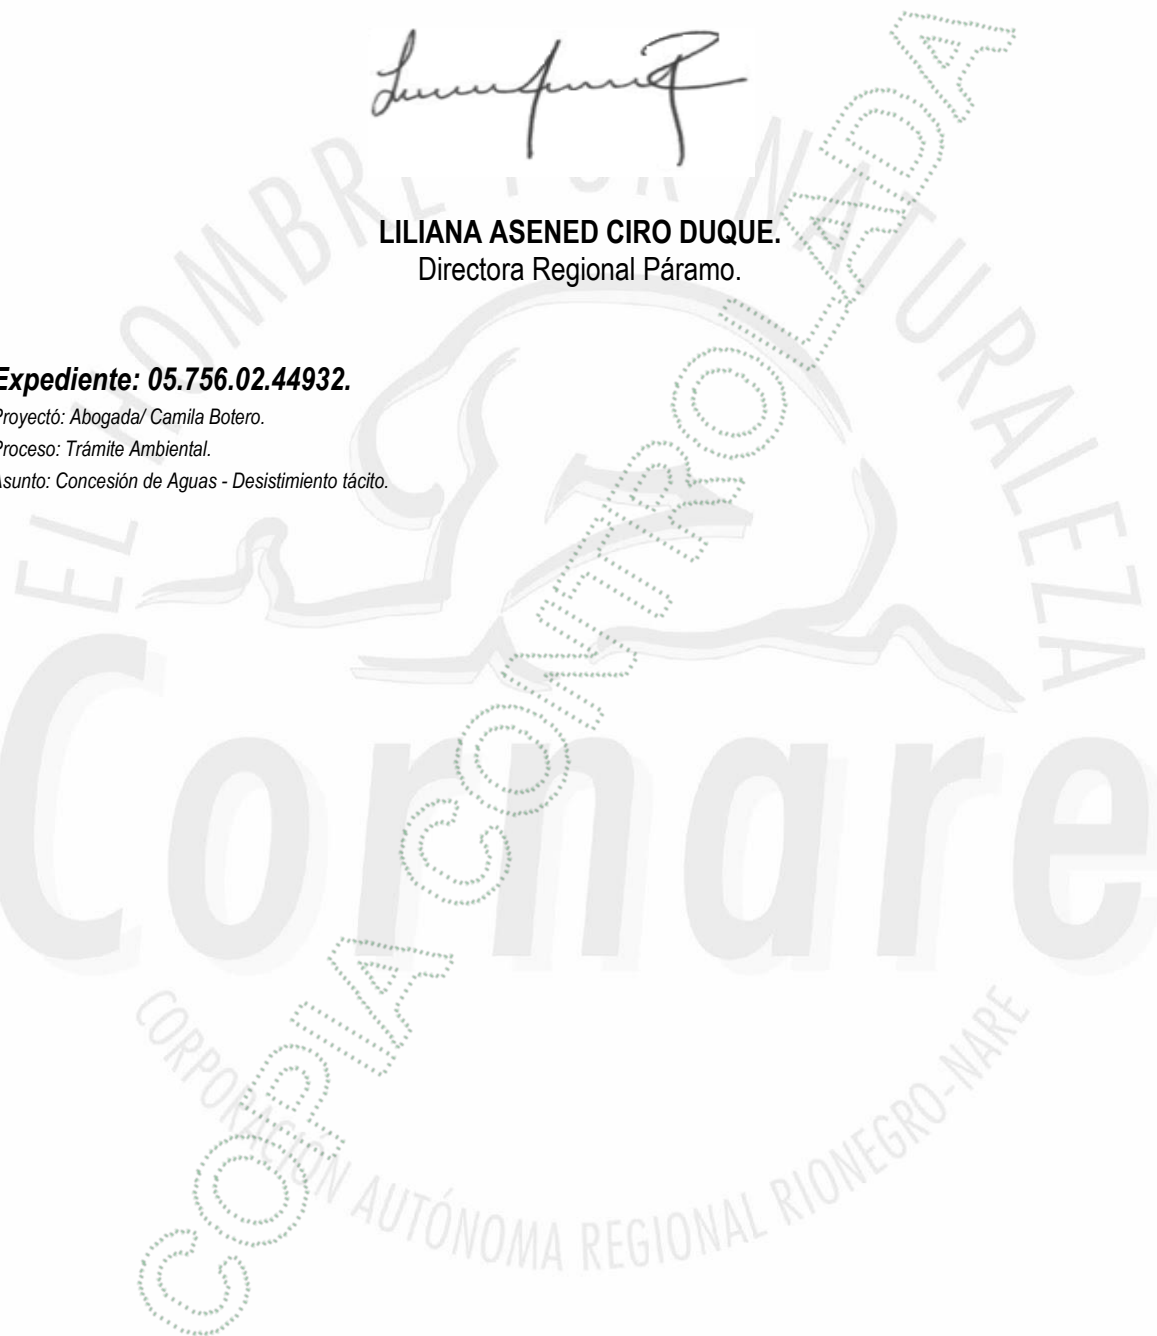 LILIANA ASENED CIRO DUQUE.
Directora Regional Páramo.
Expediente: 05.756.02.44932.
Proyectó: Abogada/ Camila Botero.
Proceso: Trámite Ambiental.
Asunto: Concesión de Aguas - Desistimiento tácito.
EL HOMBRE POR NATURALEZA
Cornare
CORPORACIÓN AUTÓNOMA REGIONAL RIONEGRO-NARE
COPIA CONTROLADA